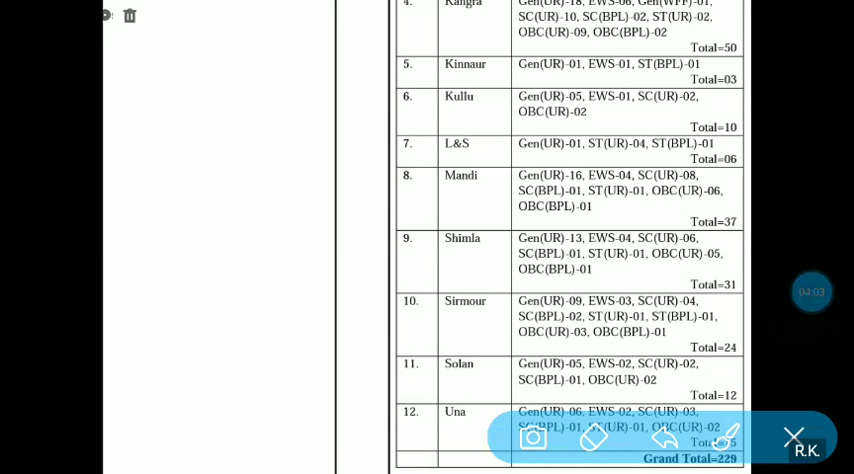 4. Kangra Gen(UR)-18, EWS-06, Gen(WFF)-01,
SC(UR)-10, SC(BPL)-02, ST(UR)-02,
OBC(UR)-09, OBC(BPL)-02
Total=50
5. Kinnaur Gen(UR)-01, EWS-01, ST(BPL)-01
Total=03
6. Kullu Gen(UR)-05, EWS-01, SC(UR)-02,
OBC(UR)-02
Total=10
7. L&S Gen(UR)-01, ST(UR)-04, ST(BPL)-01
Total=06
8. Mandi Gen(UR)-16, EWS-04, SC(UR)-08,
SC(BPL)-01, ST(UR)-01, OBC(UR)-06,
OBC(BPL)-01
Total=37
9. Shimla Gen(UR)-13, EWS-04, SC(UR)-06,
SC(BPL)-01, ST(UR)-01, OBC(UR)-05,
OBC(BPL)-01
Total=31
10. Sirmour Gen(UR)-09, EWS-03, SC(UR)-04,
SC(BPL)-02, ST(UR)-01, ST(BPL)-01,
OBC(UR)-03, OBC(BPL)-01
Total=24
11. Solan Gen(UR)-05, EWS-02, SC(UR)-02,
SC(BPL)-01, OBC(UR)-02
Total=12
12. Una Gen(UR)-06, EWS-02, SC(UR)-03,
SC(BPL)-01, ST(UR)-01, OBC(UR)-02
Grand Total=229
04:03
R.K.